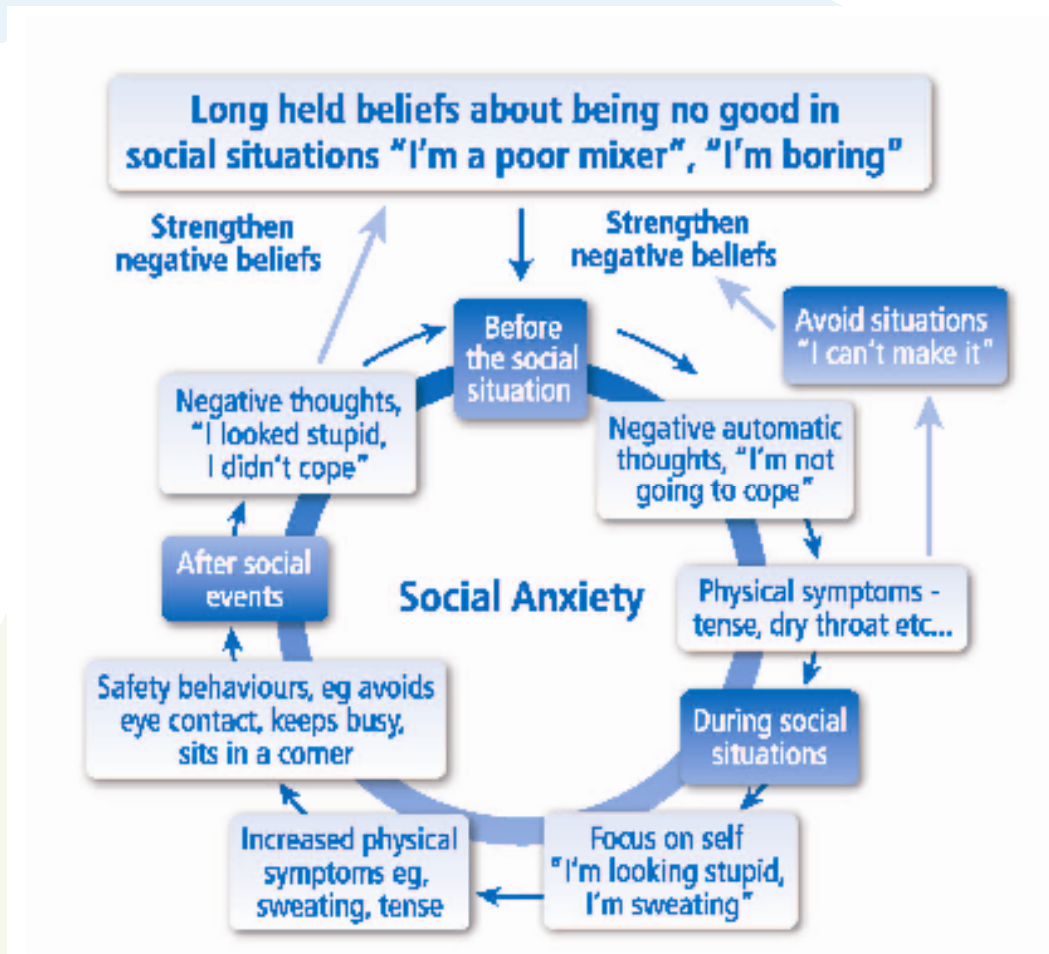 Long held beliefs about being no good in
social situations "I'm a poor mixer", "I'm boring"
Strengthen
negative beliefs
Strengthen
negative beliefs
Before
the social
situation
Avoid situations
"I can't make it"
Negative thoughts,
"I looked stupid,
I didn't cope"
Negative automatic
thoughts, "I'm not
going to cope"
After social
events
Social Anxiety
Physical symptoms -
tense, dry throat etc...
Safety behaviours, eg avoids
eye contact, keeps busy,
sits in a corner
During social
situations
Increased physical
symptoms eg,
sweating, tense
Focus on self
"I'm looking stupid,
I'm sweating"